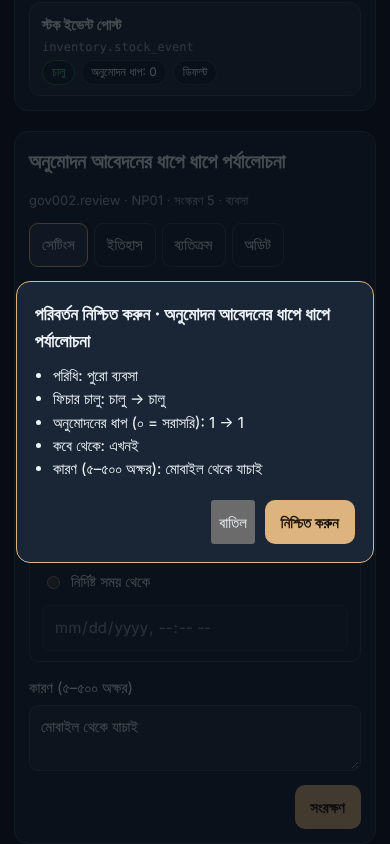 স্টক ইভেন্ট পোস্ট
inventory.stock_event
চালু
অনুমোদন ধাপ: 0
ডিফল্ট
অনুমোদন আবেদনের ধাপে ধাপে পর্যালোচনা
gov002.review · NP01 · সংস্করণ 5 · ব্যবসা
সেটিংস
ইতিহাস
ব্যতিক্রম
অডিট
পরিবর্তন নিশ্চিত করুন · অনুমোদন আবেদনের ধাপে ধাপে
পর্যালোচনা
• পরিধি: পুরো ব্যবসা
• ফিচার চালু: চালু → চালু
• অনুমোদনের ধাপ (০ = সরাসরি): 1 → 1
• কবে থেকে: এখনই
• কারণ (৫–৫০০ অক্ষর): মোবাইল থেকে যাচাই
বাতিল
নিশ্চিত করুন
নির্দিষ্ট সময় থেকে
mm/dd/yyyy, --:-- --
কারণ (৫–৫০০ অক্ষর)
মোবাইল থেকে যাচাই
সংরক্ষণ